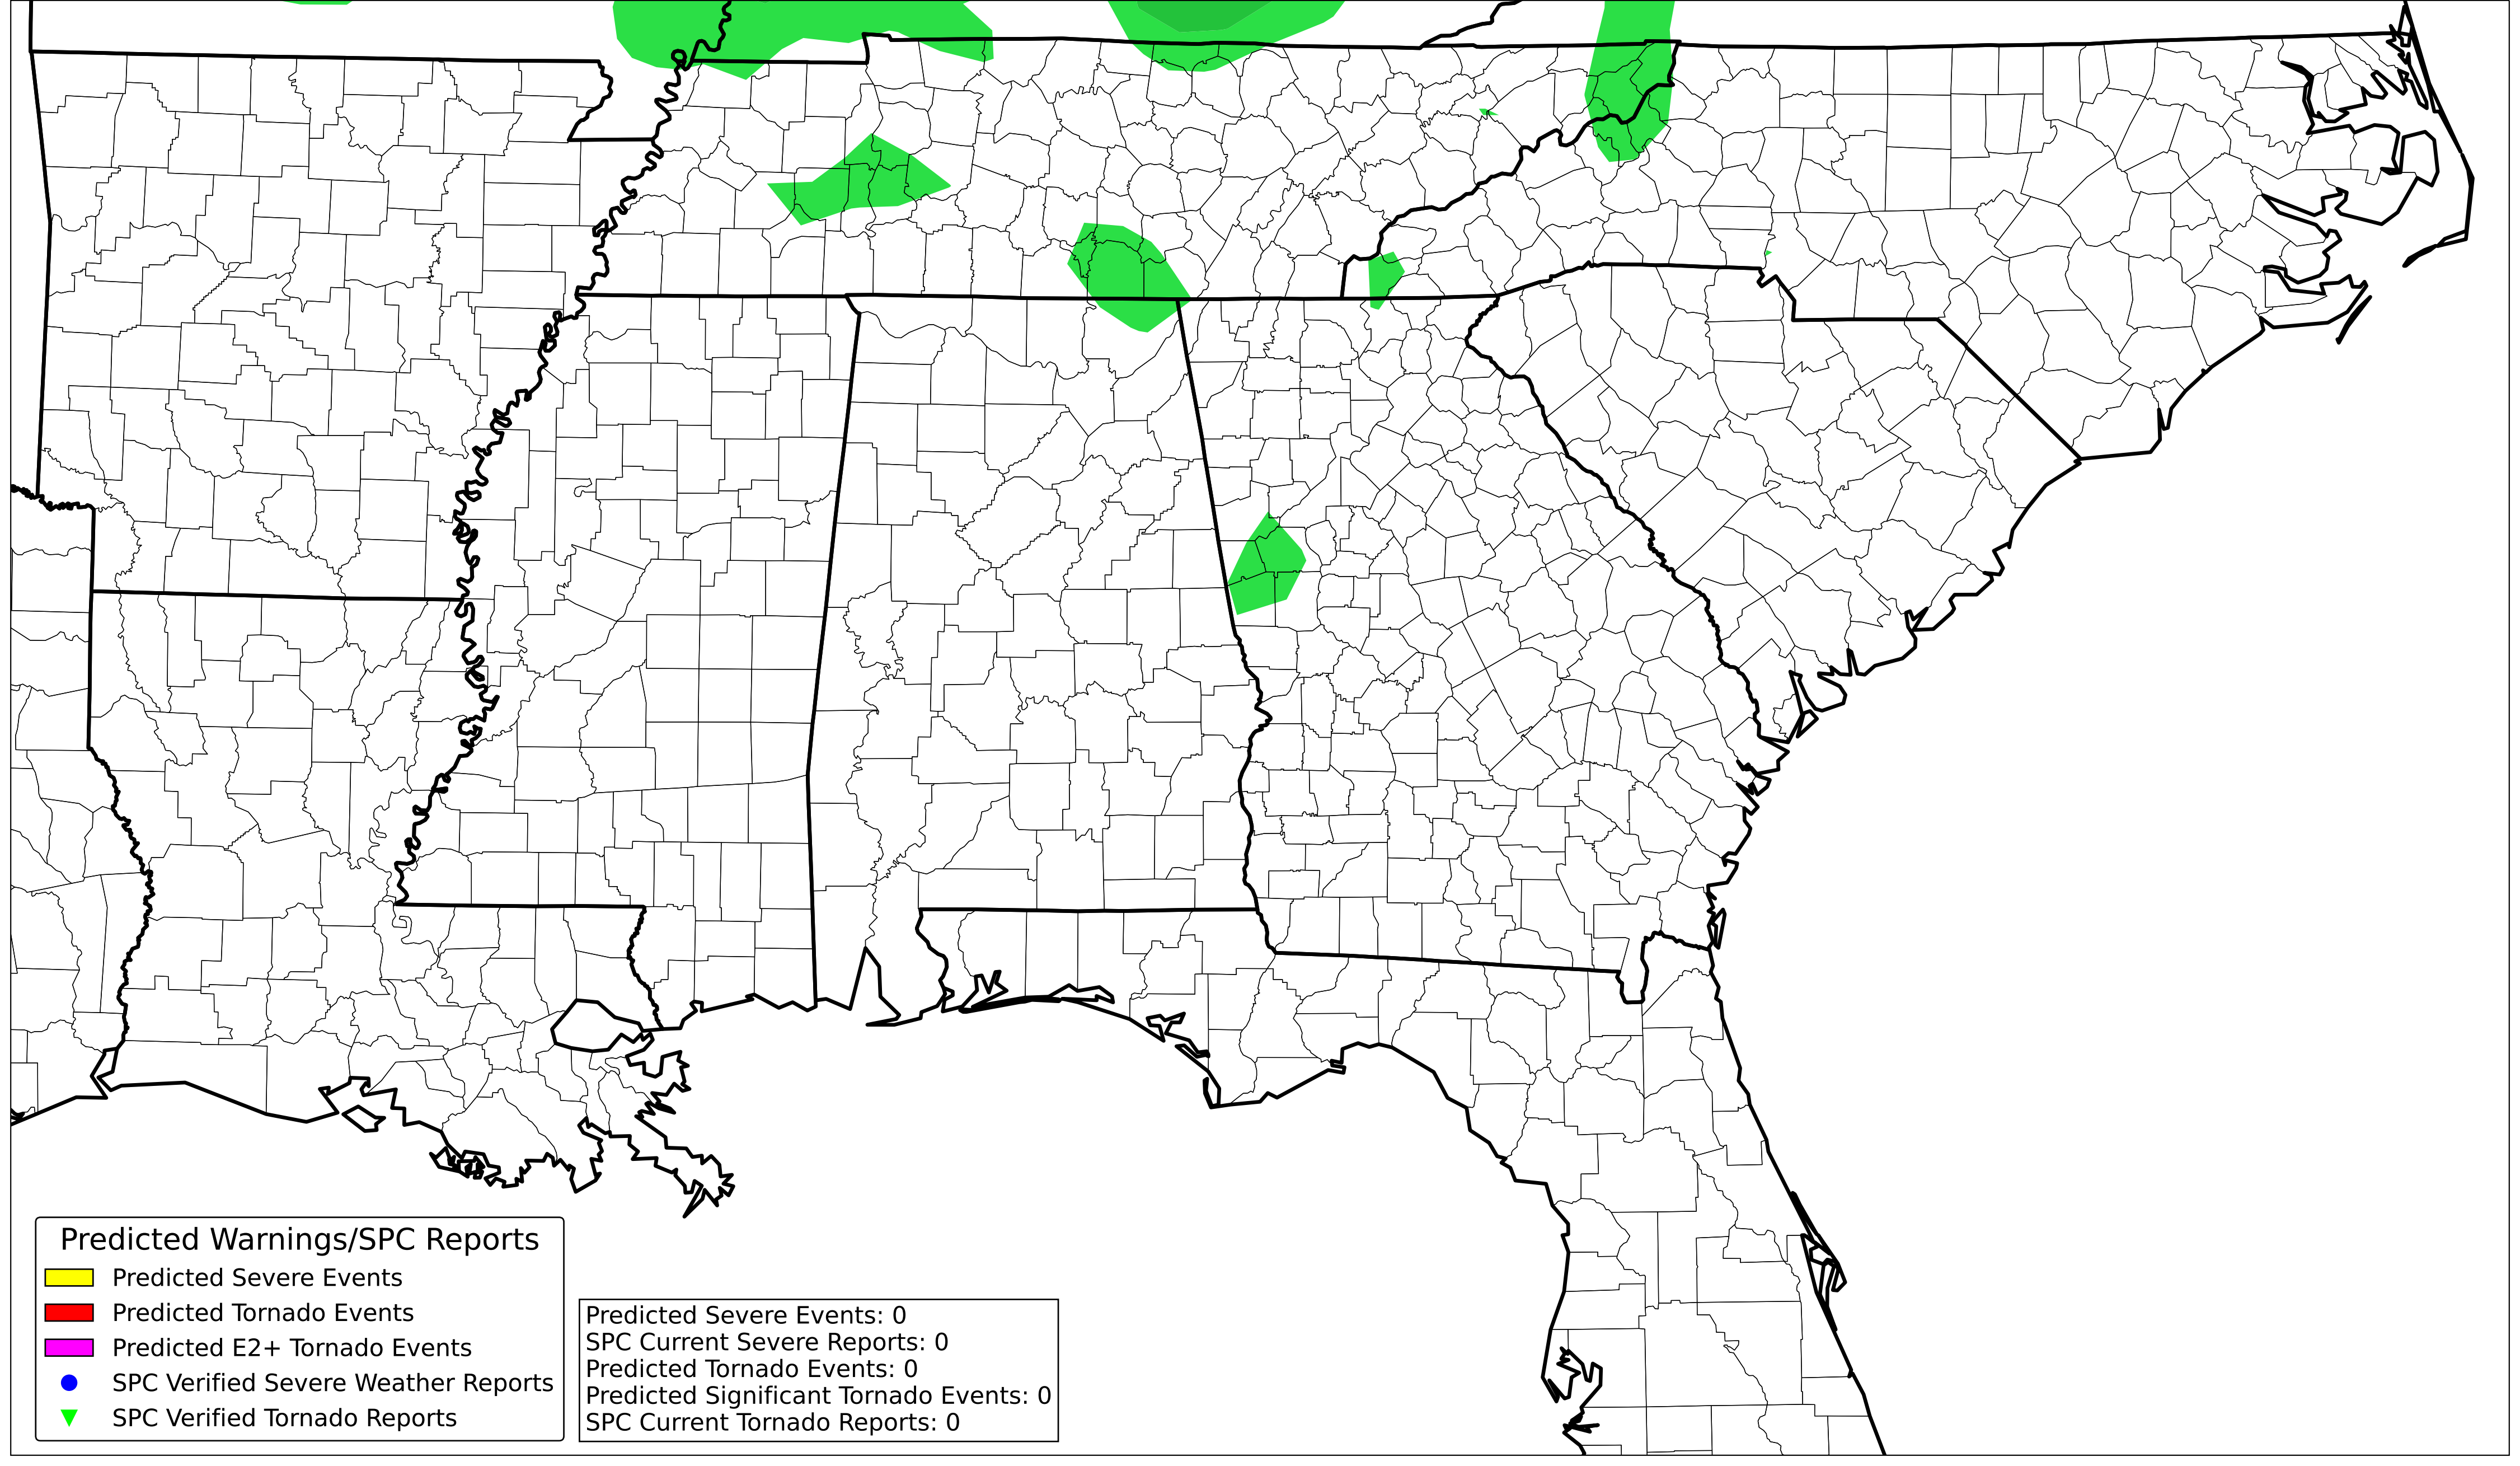 Predicted Warnings/SPC Reports
Predicted Severe Events
Predicted Tornado Events
Predicted E2+ Tornado Events
SPC Verified Severe Weather Reports
SPC Verified Tornado Reports
Predicted Severe Events: 0
SPC Current Severe Reports: 0
Predicted Tornado Events: 0
Predicted Significant Tornado Events: 0
SPC Current Tornado Reports: 0